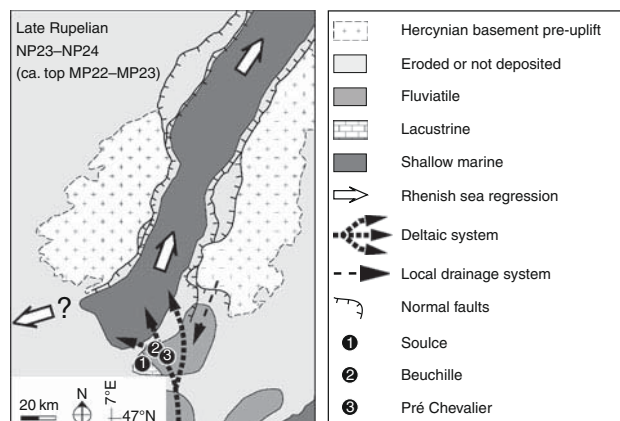 Late Rupelian
NP23–NP24
(ca. top MP22–MP23)
?
1
2
3
20 km
N
7°E
47°N
Hercynian basement pre-uplift
Eroded or not deposited
Fluviatile
Lacustrine
Shallow marine
Rhenish sea regression
Deltaic system
Local drainage system
Normal faults
1 Soulce
2 Beuchille
3 Pré Chevalier